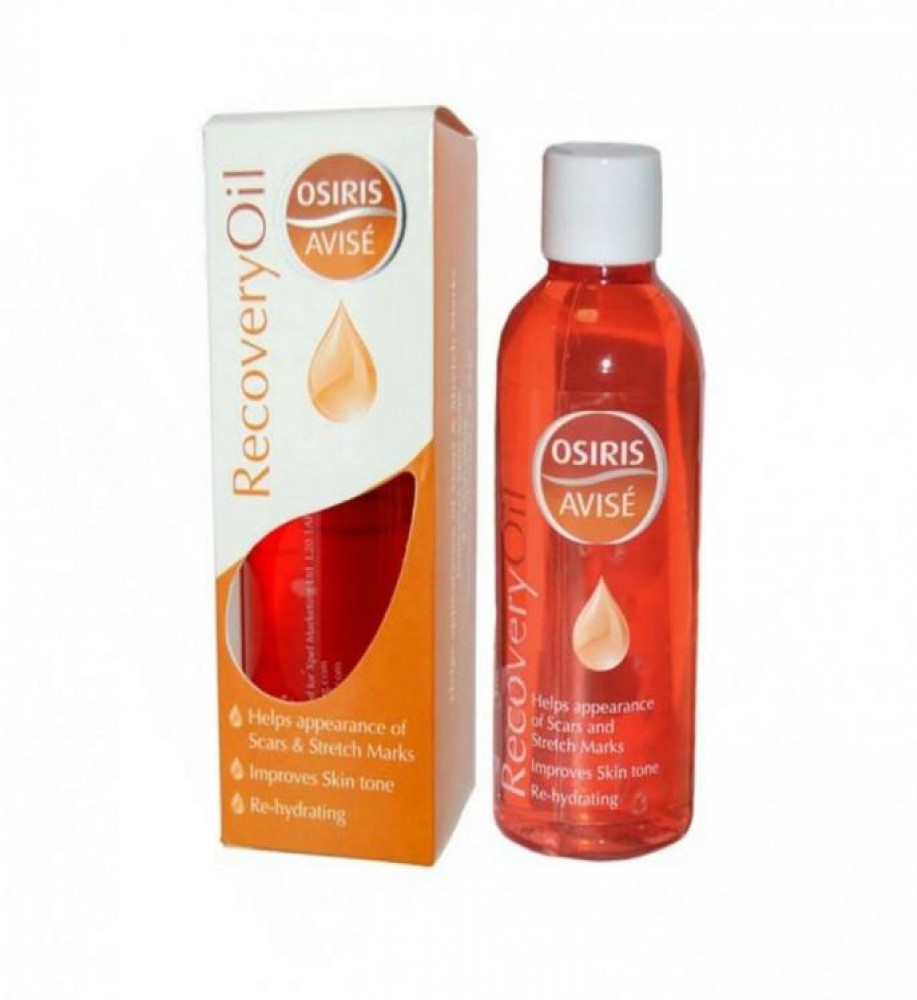 RecoveryOil
OSIRIS
AVISÉ
Helps appearance of
Scars & Stretch Marks
Improves Skin tone
Re-hydrating
OSIRIS
AVISÉ
RecoveryOil
Helps appearance
of Scars and
Stretch Marks
Improves Skin tone
Re-hydrating